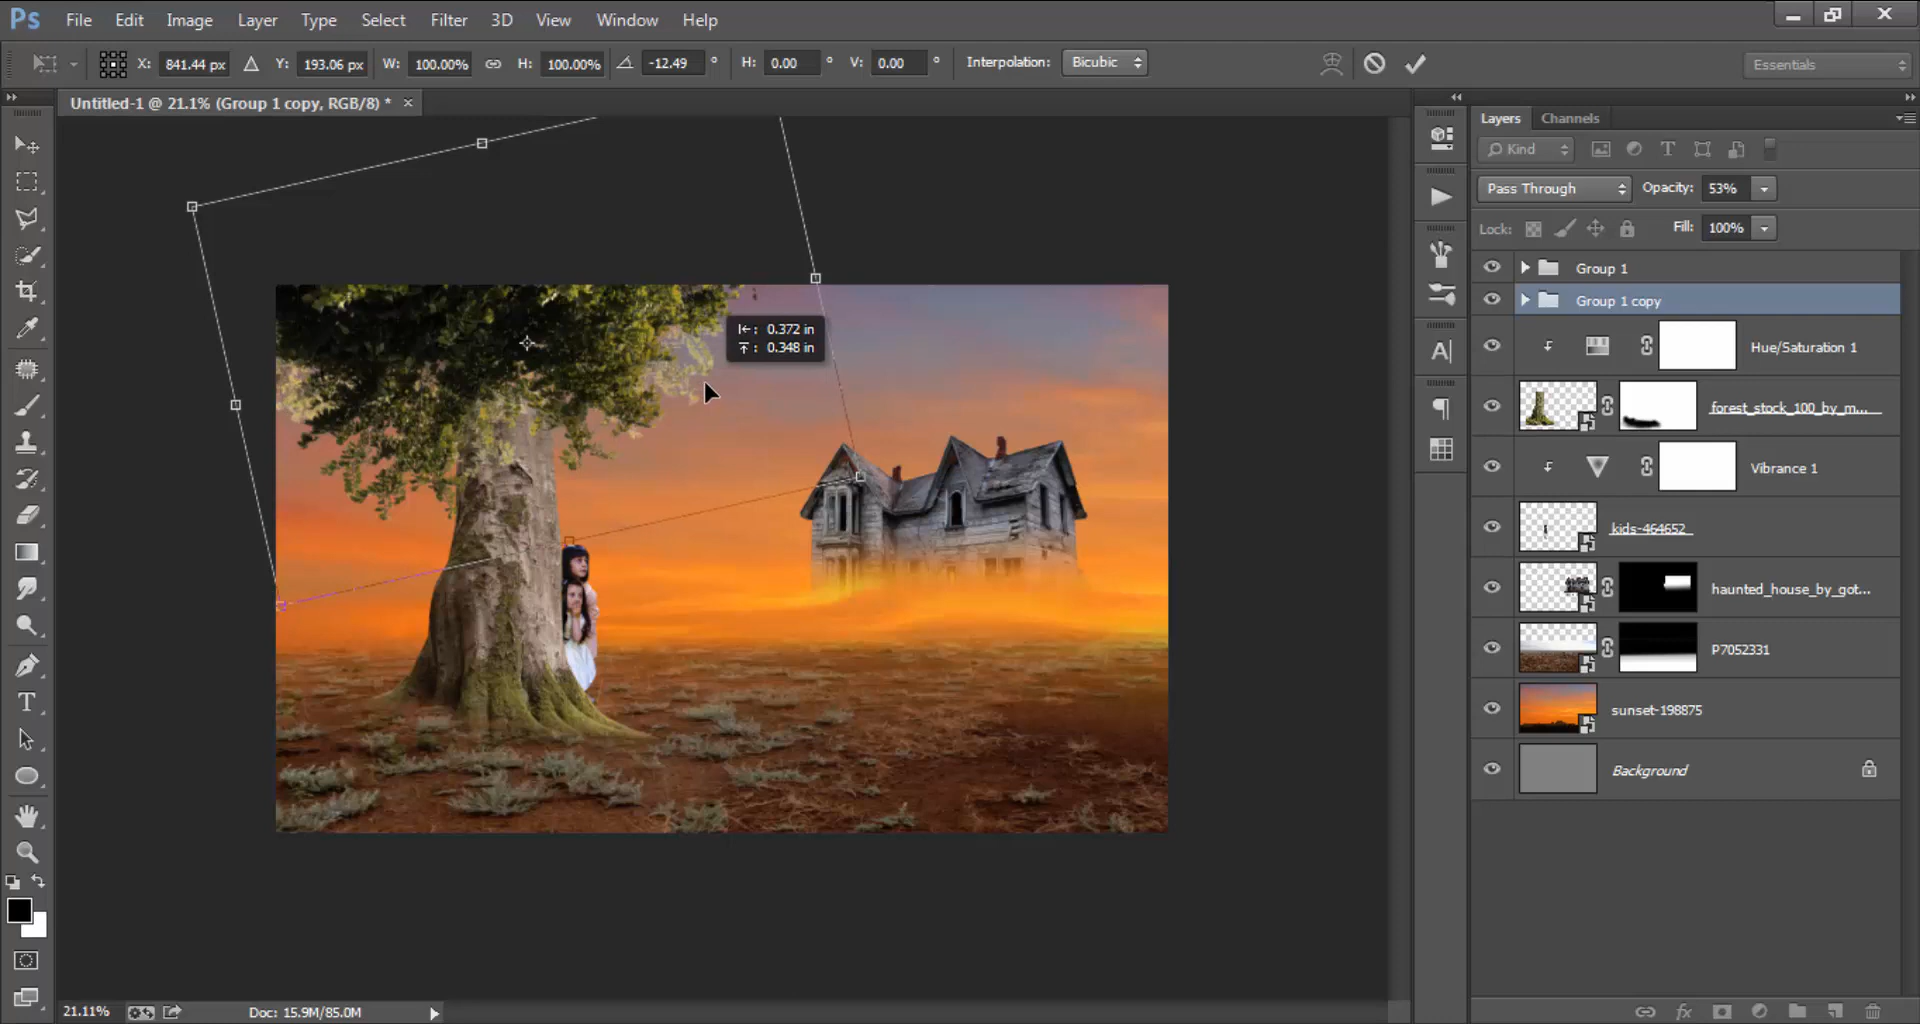 Ps File Edit Image Layer Type Select Filter 3D View Window Help
X: 841.44 px Y: 193.06 px W: 100.00% H: 100.00% -12.49 ° H: 0.00 ° V: 0.00 ° Interpolation: Bicubic Essentials
Untitled-1 @ 21.1% (Group 1 copy, RGB/8) * ×
Layers Channels
Kind
Pass Through Opacity: 53%
Lock: Fill: 100%
Group 1
Group 1 copy
Hue/Saturation 1
forest_stock_100_by_m...
Vibrance 1
kids-464652
haunted_house_by_got...
P7052331
sunset-198875
Background
0.372 in
0.348 in
21.11% Doc: 15.9M/85.0M